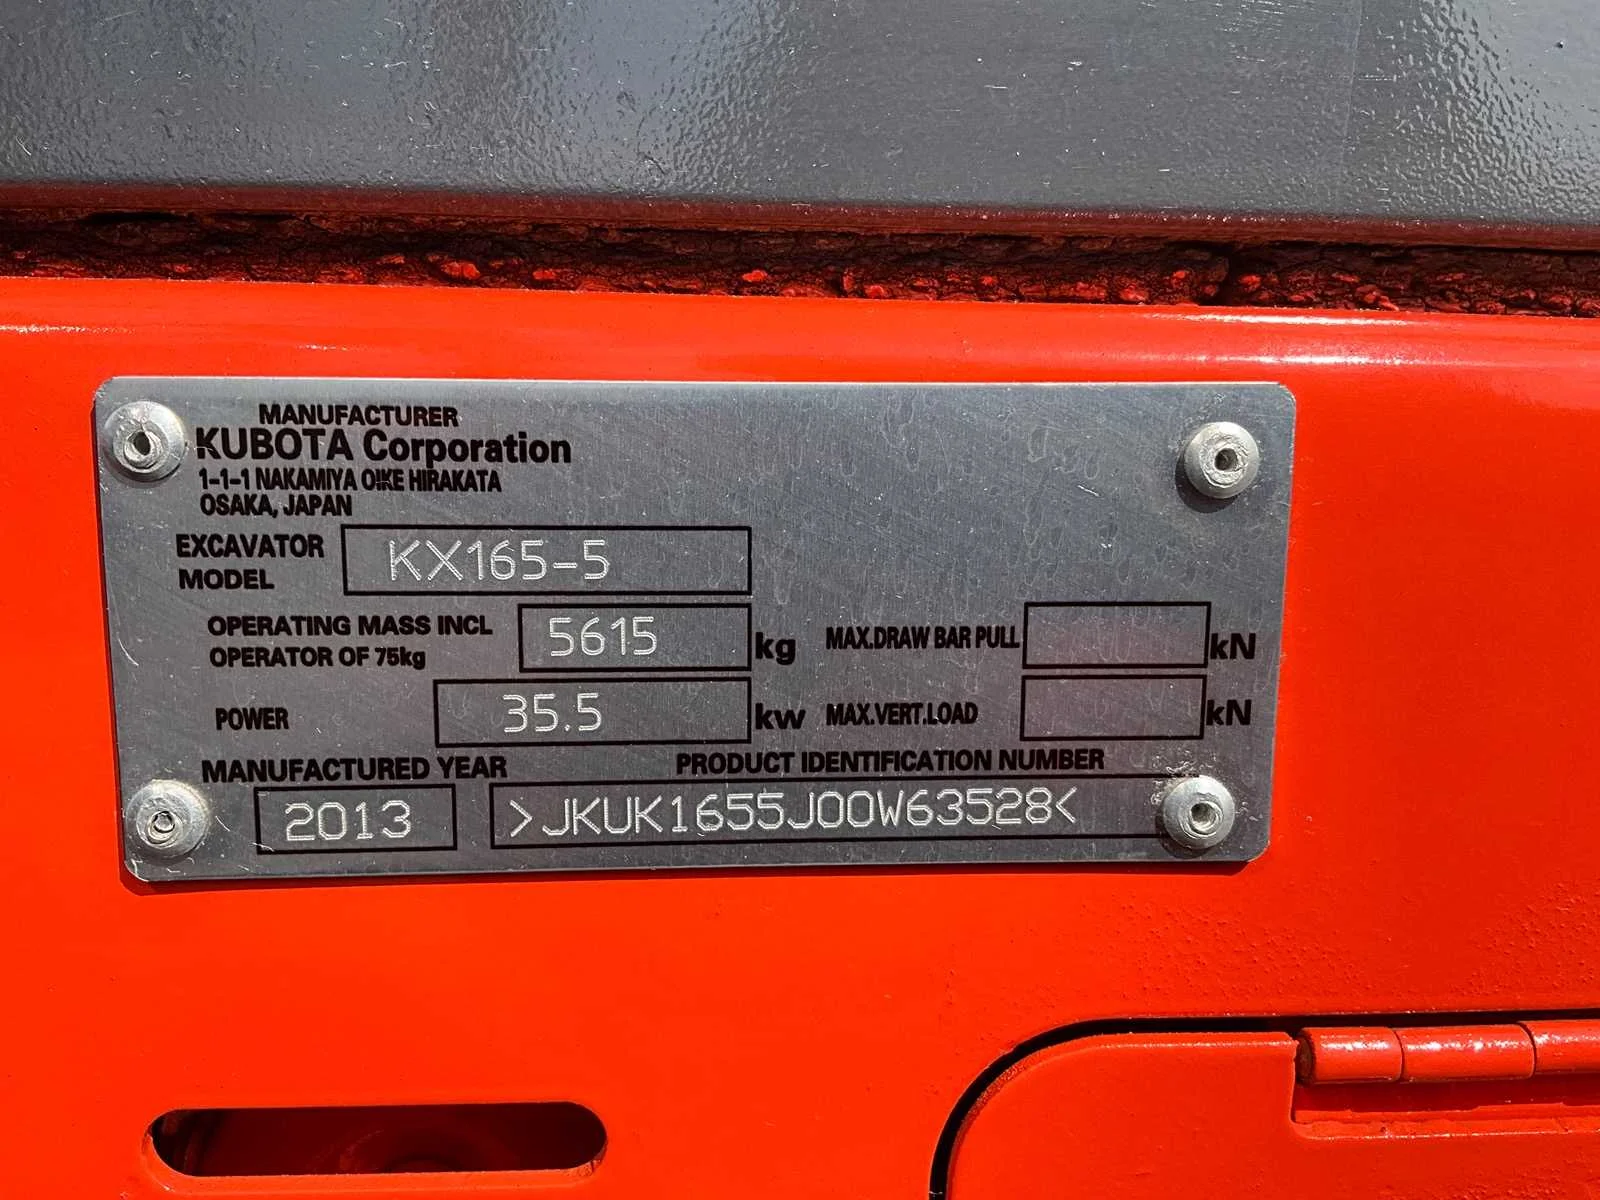 MANUFACTURER
KUBOTA Corporation
1-1-1 NAKAMIYA OIKE HIRAKATA
OSAKA, JAPAN
EXCAVATOR MODEL KX165-5
OPERATING MASS INCL OPERATOR OF 75kg 5615 kg MAX.DRAW BAR PULL kN
POWER 35.5 kw MAX.VERT.LOAD kN
MANUFACTURED YEAR PRODUCT IDENTIFICATION NUMBER
2013 >JKUK1655J00W63528<